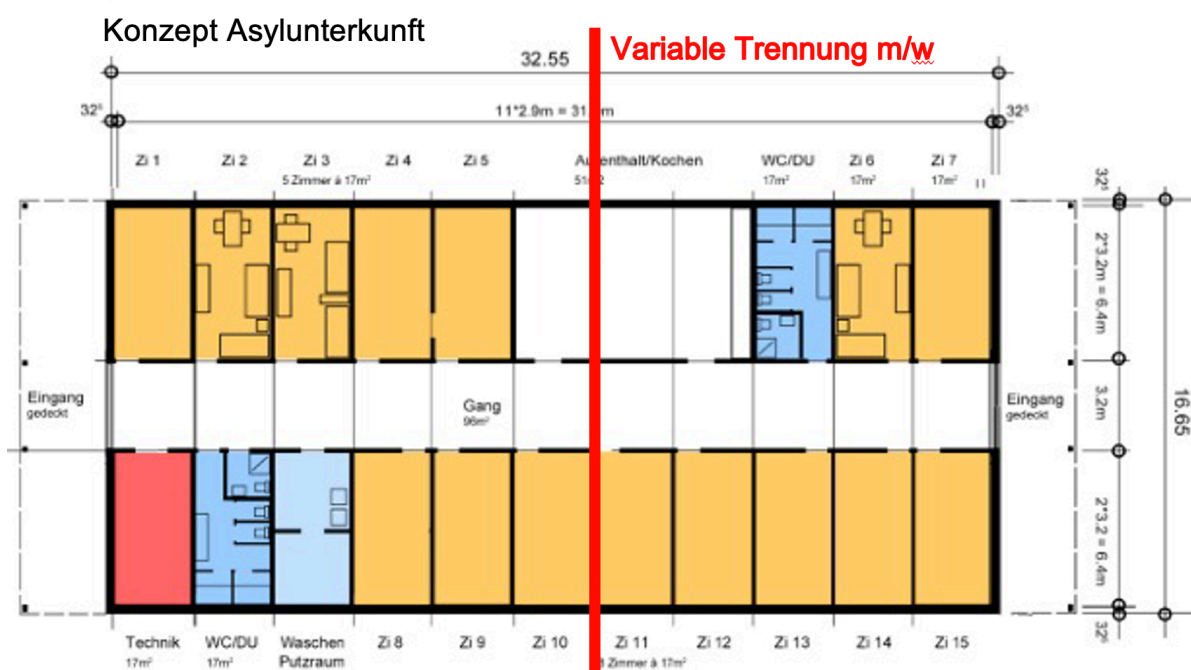 Konzept Asylunterkunft
Variable Trennung m/w
32.55
32⁵
11*2.9m = 31.
32⁵
Zi 1
Zi 2
Zi 3
Zi 4
Zi 5
WC/DU
Zi 6
Zi 7
5 Zimmer à 17m²
17m²
17m²
17m²
32⁵
2*3.2m = 6.4m
Eingang
gedeckt
Gang
96m²
Eingang
gedeckt
3.2m
16.65
2*3.2 = 6.4m
32⁵
Technik
17m²
WC/DU
17m²
Waschen
Putzraum
Zi 8
Zi 9
Zi 10
Zi 11
Zi 12
Zi 13
Zi 14
Zi 15
Zimmer à 17m²